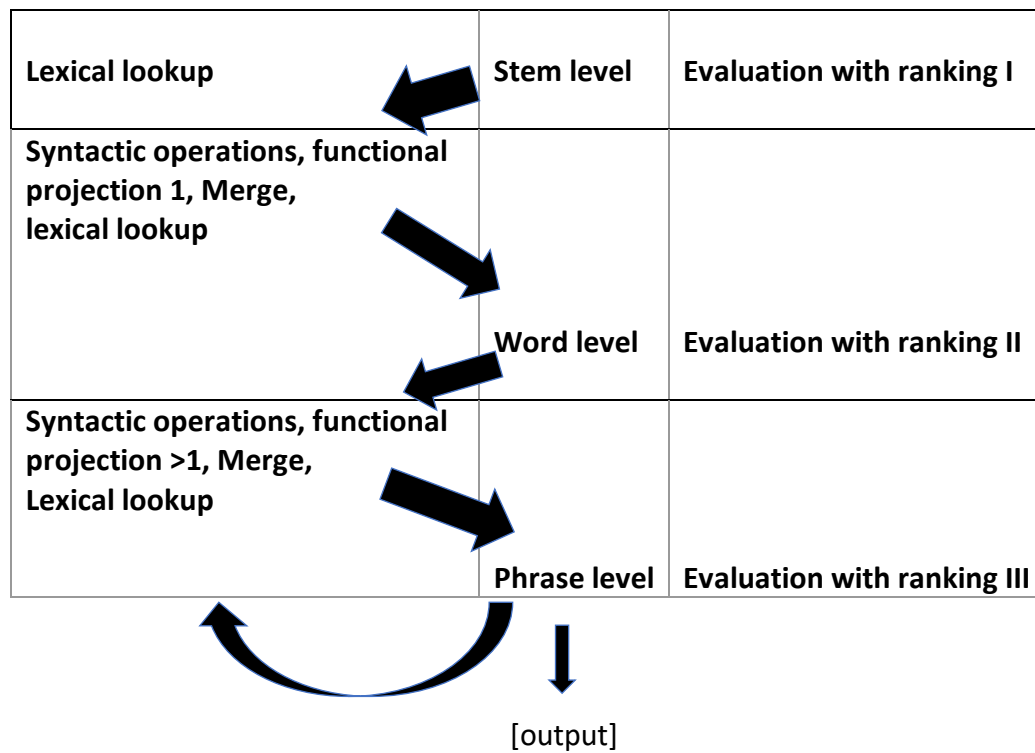 Lexical lookup
Stem level
Evaluation with ranking I
Syntactic operations, functional
projection 1, Merge,
lexical lookup
Word level
Evaluation with ranking II
Syntactic operations, functional
projection >1, Merge,
Lexical lookup
Phrase level
Evaluation with ranking III
[output]